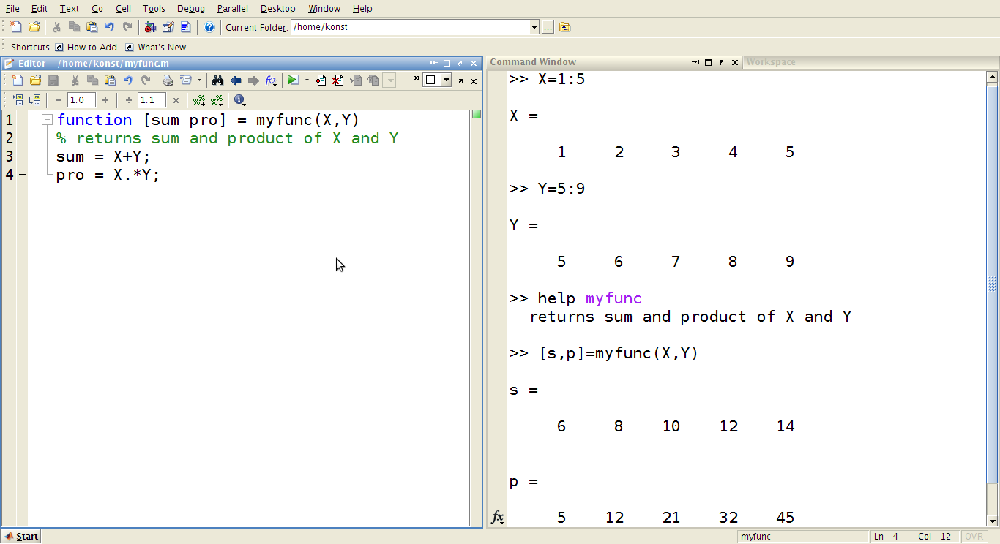 File Edit Text Go Cell Tools Debug Parallel Desktop Window Help
Current Folder: /home/konst ...
Shortcuts How to Add What's New
Editor - /home/konst/myfunc.m
- 1.0 + ÷ 1.1 ×
1 function [sum pro] = myfunc(X,Y)
2 % returns sum and product of X and Y
3 - sum = X+Y;
4 - pro = X.*Y;
Command Window Workspace
>> X=1:5
X =
1 2 3 4 5
>> Y=5:9
Y =
5 6 7 8 9
>> help myfunc
returns sum and product of X and Y
>> [s,p]=myfunc(X,Y)
s =
6 8 10 12 14
p =
fx 5 12 21 32 45
Start myfunc Ln 4 Col 12 OVR